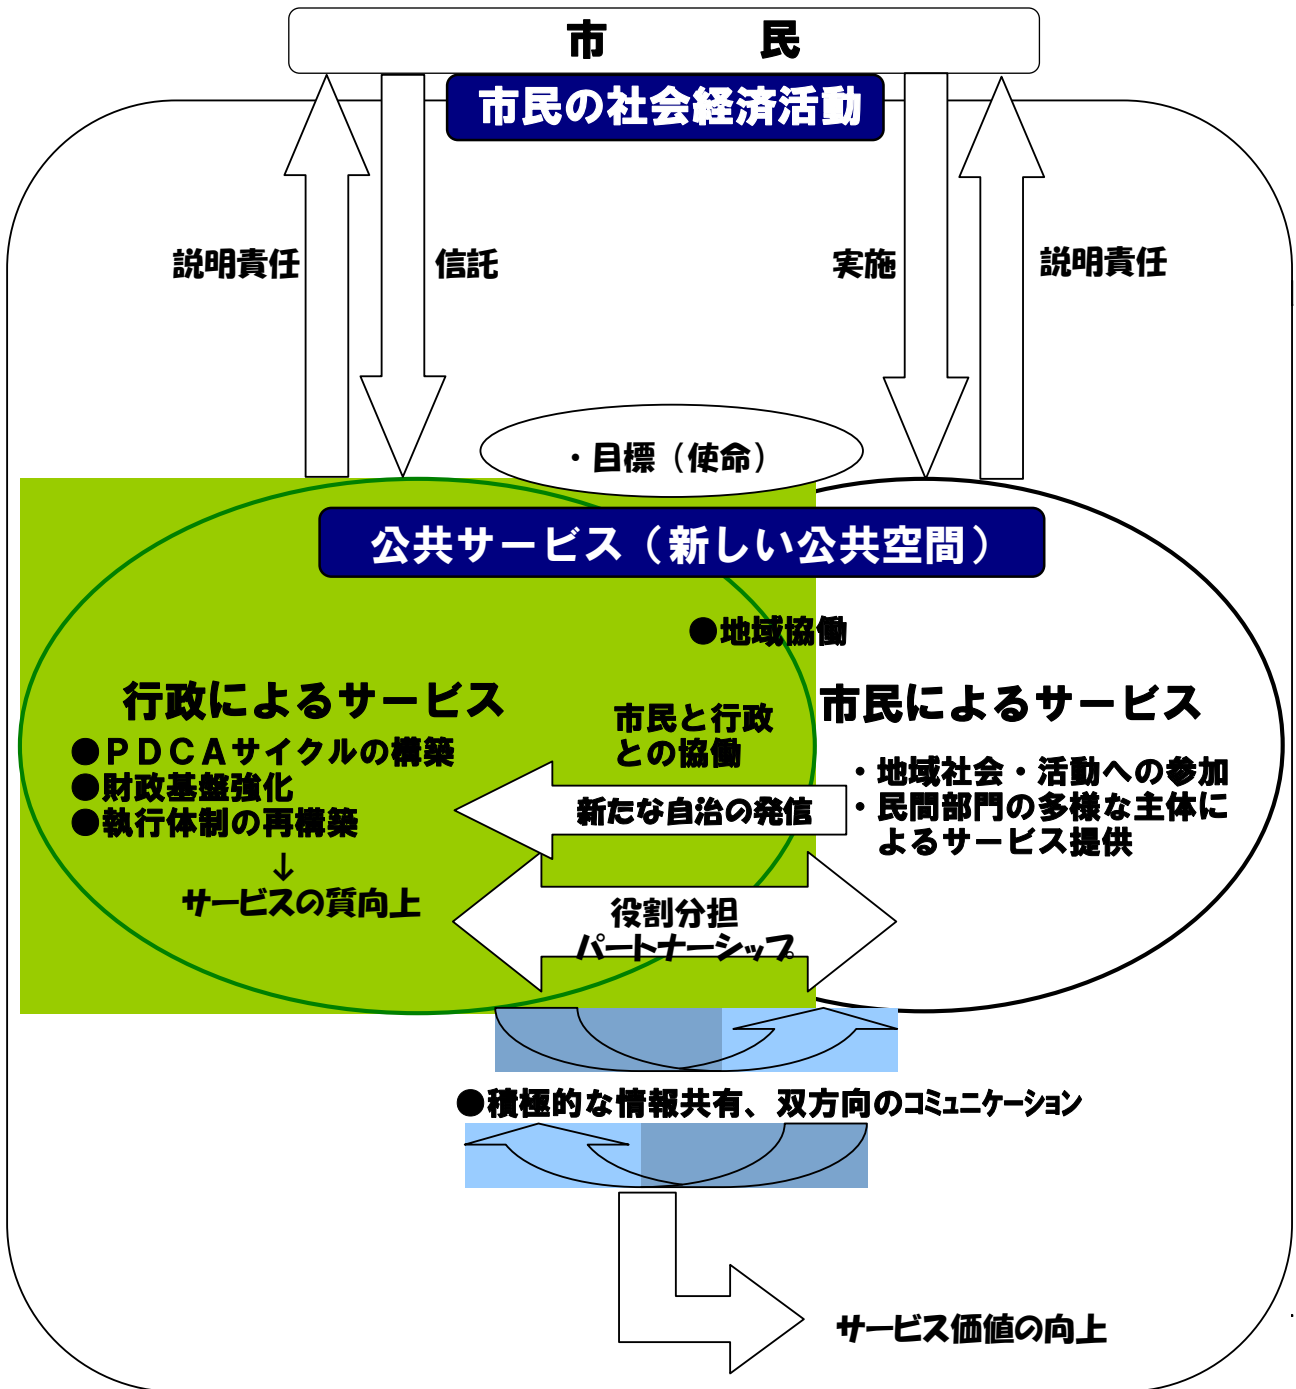 市　民
市民の社会経済活動
説明責任
信託
実施
説明責任
・目標（使命）
公共サービス（新しい公共空間）
●地域協働
行政によるサービス
●ＰＤＣＡサイクルの構築
●財政基盤強化
●執行体制の再構築
↓
サービスの質向上
市民と行政
との協働
市民によるサービス
・地域社会・活動への参加
・民間部門の多様な主体に
よるサービス提供
新たな自治の発信
役割分担
パートナーシップ
●積極的な情報共有、双方向のコミュニケーション
サービス価値の向上